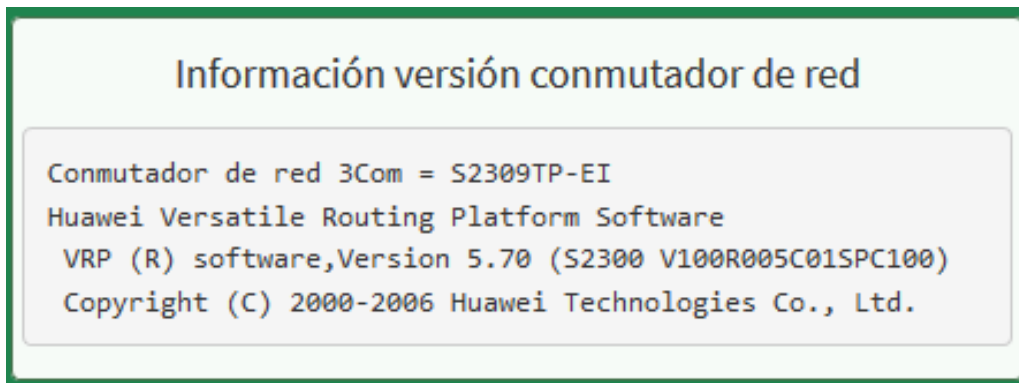 Información versión conmutador de red
Conmutador de red 3Com = S2309TP-EI
Huawei Versatile Routing Platform Software
VRP (R) software,Version 5.70 (S2300 V100R005C01SPC100)
Copyright (C) 2000-2006 Huawei Technologies Co., Ltd.